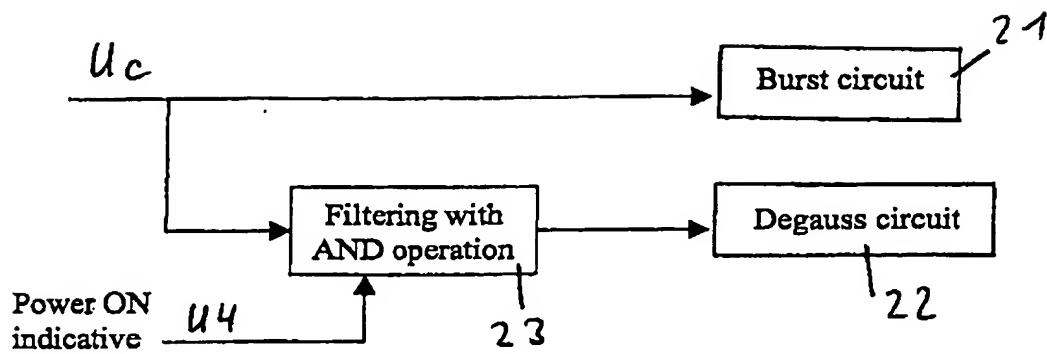 21
Uc
Burst circuit
Filtering with
AND operation
Degauss circuit
Power ON
indicative
U4
23
22